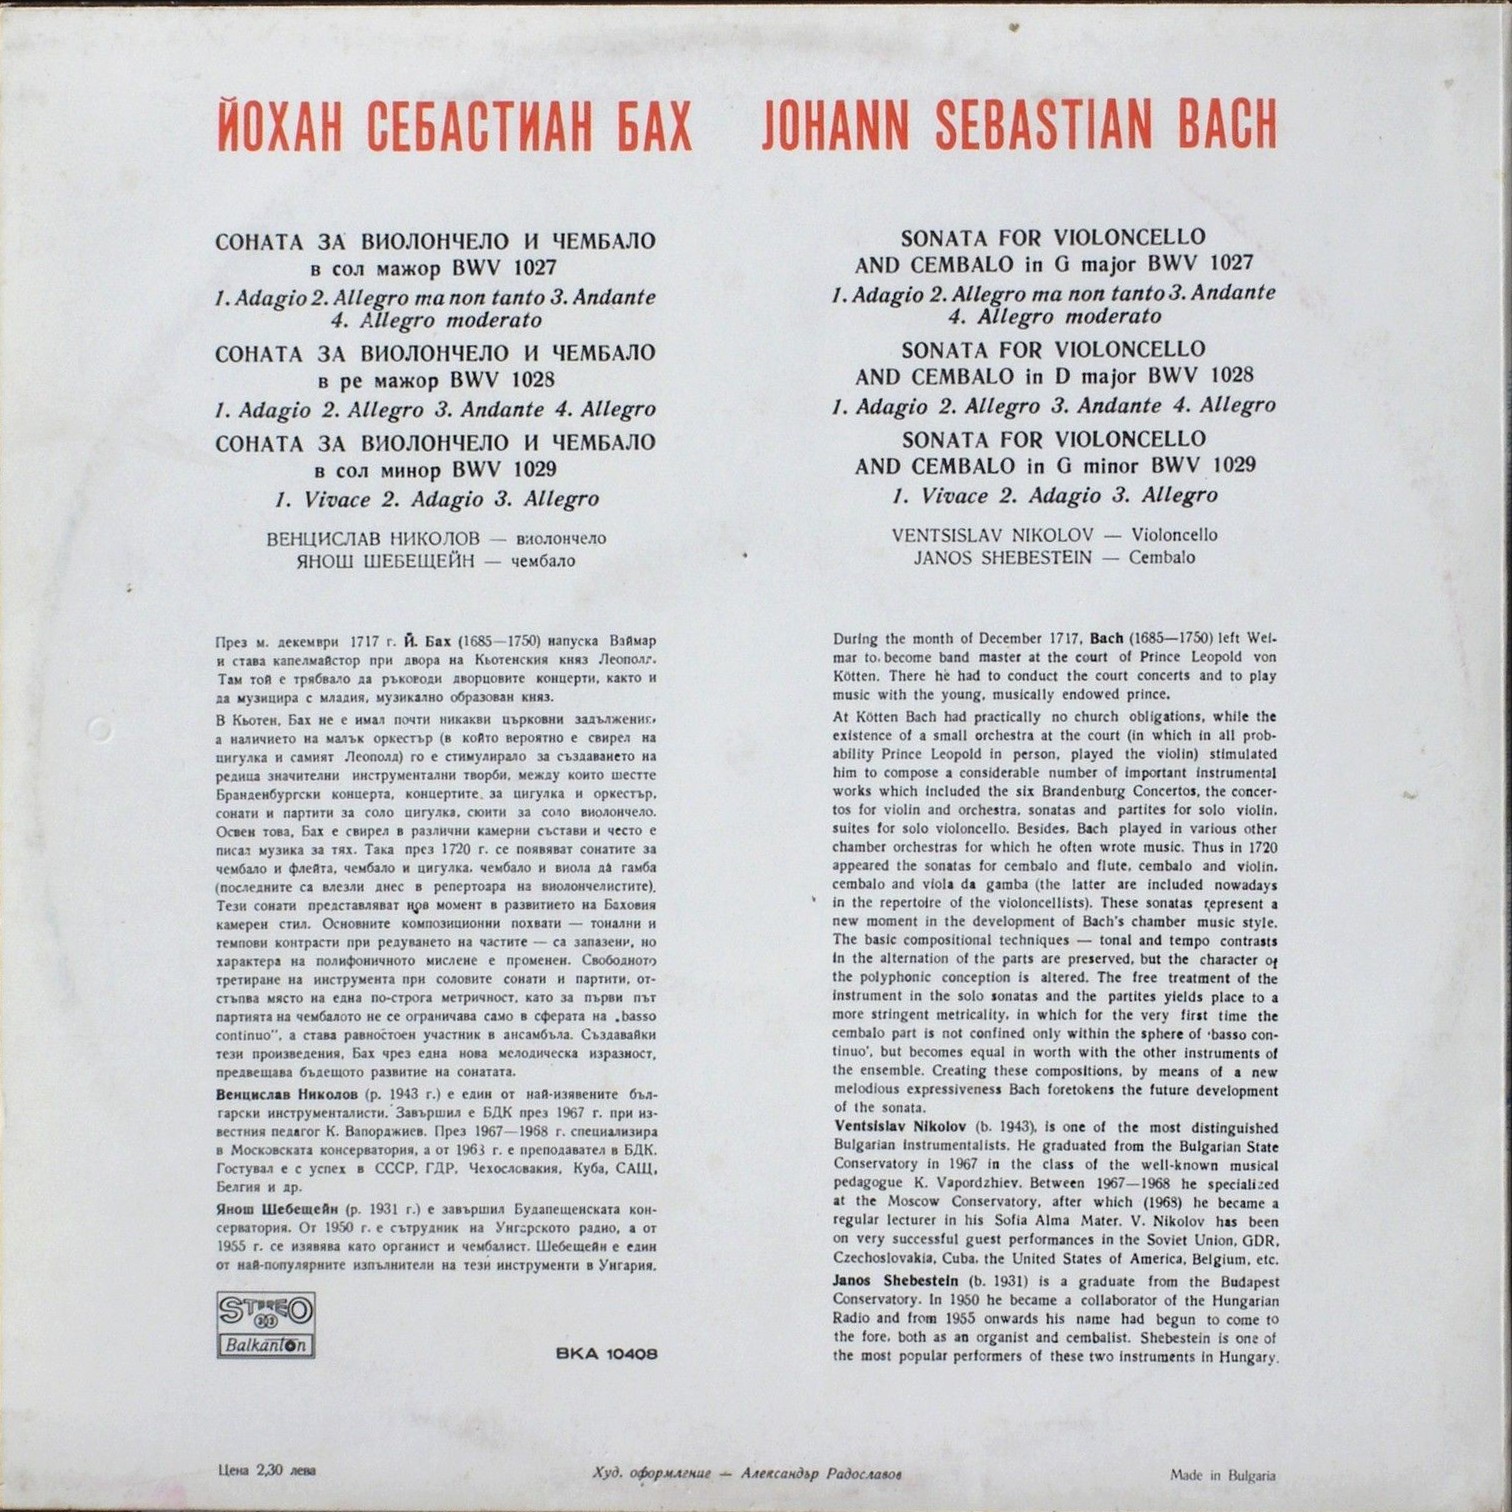 ЙОХАН СЕБАСТИАН БАХ
СОНАТА ЗА ВИОЛОНЧЕЛО И ЧЕМБАЛО
в сол мажор BWV 1027
1. Adagio 2. Allegro ma non tanto 3. Andante
4. Allegro moderato
СОНАТА ЗА ВИОЛОНЧЕЛО И ЧЕМБАЛО
в ре мажор BWV 1028
1. Adagio 2. Allegro 3. Andante 4. Allegro
СОНАТА ЗА ВИОЛОНЧЕЛО И ЧЕМБАЛО
в сол минор BWV 1029
1. Vivace 2. Adagio 3. Allegro
ВЕНЦИСЛАВ НИКОЛОВ — виолончело
ЯНОШ ШЕБЕЩЕЙН — чембало
През м. декември 1717 г. Й. Бах (1685—1750) напуска Ваймар
и става капелмайстор при двора на Кьотенския княз Леополд.
Там той е трябвало да ръководи дворцовите концерти, както и
да музицира с младия, музикално образован княз.
В Кьотен, Бах не е имал почти никакви църковни задължения,
а наличието на малък оркестър (в който вероятно е свирел на
цигулка и самият Леополд) го е стимулирало за създаването на
редица значителни инструментални творби, между които шестте
Бранденбургски концерта, концертите за цигулка и оркестър,
сонати и партити за соло цигулка, сюити за соло виолончело.
Освен това, Бах е свирел в различни камерни състави и често е
писал музика за тях. Така през 1720 г. се появяват сонатите за
чембало и флейта, чембало и цигулка, чембало и виола да гамба
(последните са влезли днес в репертоара на виолончелистите).
Тези сонати представляват нов момент в развитието на Баховия
камерен стил. Основните композиционни похвати — тонални и
темпови контрасти при редуването на частите — са запазени, но
характера на полифоничното мислене е променен. Свободното
третиране на инструмента при соловите сонати и партити, от-
стъпва място на една по-строга метричност, като за първи път
партията на чембалото не се ограничава само в сферата на „basso
continuo", а става равностоен участник в ансамбъла. Създавайки
тези произведения, Бах чрез една нова мелодическа изразност,
предвещава бъдещото развитие на сонатата.
Венцислав Николов (р. 1943 г.) е един от най-изявените бъл-
гарски инструменталисти. Завършил е БДК през 1967 г. при из-
вестния педагог К. Вапорджиев. През 1967—1968 г. специализира
в Московската консерватория, а от 1963 г. е преподавател в БДК.
Гостувал е с успех в СССР, ГДР, Чехословакия, Куба, САЩ,
Белгия и др.
Янош Шебещейн (р. 1931 г.) е завършил Будапещенската кон-
серватория. От 1950 г. е сътрудник на Унгарското радио, а от
1955 г. се изявява като органист и чембалист. Шебещейн е един
от най-популярните изпълнители на тези инструменти в Унгария.
STEREO
33
Balkanton
BKA 10408
JOHANN SEBASTIAN BACH
SONATA FOR VIOLONCELLO
AND CEMBALO in G major BWV 1027
1. Adagio 2. Allegro ma non tanto 3. Andante
4. Allegro moderato
SONATA FOR VIOLONCELLO
AND CEMBALO in D major BWV 1028
1. Adagio 2. Allegro 3. Andante 4. Allegro
SONATA FOR VIOLONCELLO
AND CEMBALO in G minor BWV 1029
1. Vivace 2. Adagio 3. Allegro
VENTSISLAV NIKOLOV — Violoncello
JANOS SHEBESTEIN — Cembalo
During the month of December 1717, Bach (1685—1750) left Wei-
mar to become band master at the court of Prince Leopold von
Kötten. There he had to conduct the court concerts and to play
music with the young, musically endowed prince.
At Kötten Bach had practically no church obligations, while the
existence of a small orchestra at the court (in which in all prob-
ability Prince Leopold in person, played the violin) stimulated
him to compose a considerable number of important instrumental
works which included the six Brandenburg Concertos, the concer-
tos for violin and orchestra, sonatas and partites for solo violin,
suites for solo violoncello. Besides, Bach played in various other
chamber orchestras for which he often wrote music. Thus in 1720
appeared the sonatas for cembalo and flute, cembalo and violin,
cembalo and viola da gamba (the latter are included nowadays
in the repertoire of the violoncellists). These sonatas represent a
new moment in the development of Bach's chamber music style.
The basic compositional techniques — tonal and tempo contrasts
in the alternation of the parts are preserved, but the character of
the polyphonic conception is altered. The free treatment of the
instrument in the solo sonatas and the partites yields place to a
more stringent metricality, in which for the very first time the
cembalo part is not confined only within the sphere of 'basso con-
tinuo', but becomes equal in worth with the other instruments of
the ensemble. Creating these compositions, by means of a new
melodious expressiveness Bach foretokens the future development
of the sonata.
Ventsislav Nikolov (b. 1943), is one of the most distinguished
Bulgarian instrumentalists. He graduated from the Bulgarian State
Conservatory in 1967 in the class of the well-known musical
pedagogue K. Vapordzhiev. Between 1967—1968 he specialized
at the Moscow Conservatory, after which (1968) he became a
regular lecturer in his Sofia Alma Mater. V. Nikolov has been
on very successful guest performances in the Soviet Union, GDR,
Czechoslovakia, Cuba, the United States of America, Belgium, etc.
Janos Shebestein (b. 1931) is a graduate from the Budapest
Conservatory. In 1950 he became a collaborator of the Hungarian
Radio and from 1955 onwards his name had begun to come to
the fore, both as an organist and cembalist. Shebestein is one of
the most popular performers of these two instruments in Hungary.
Цена 2,30 лева
Худ. оформление — Александър Радославов
Made in Bulgaria